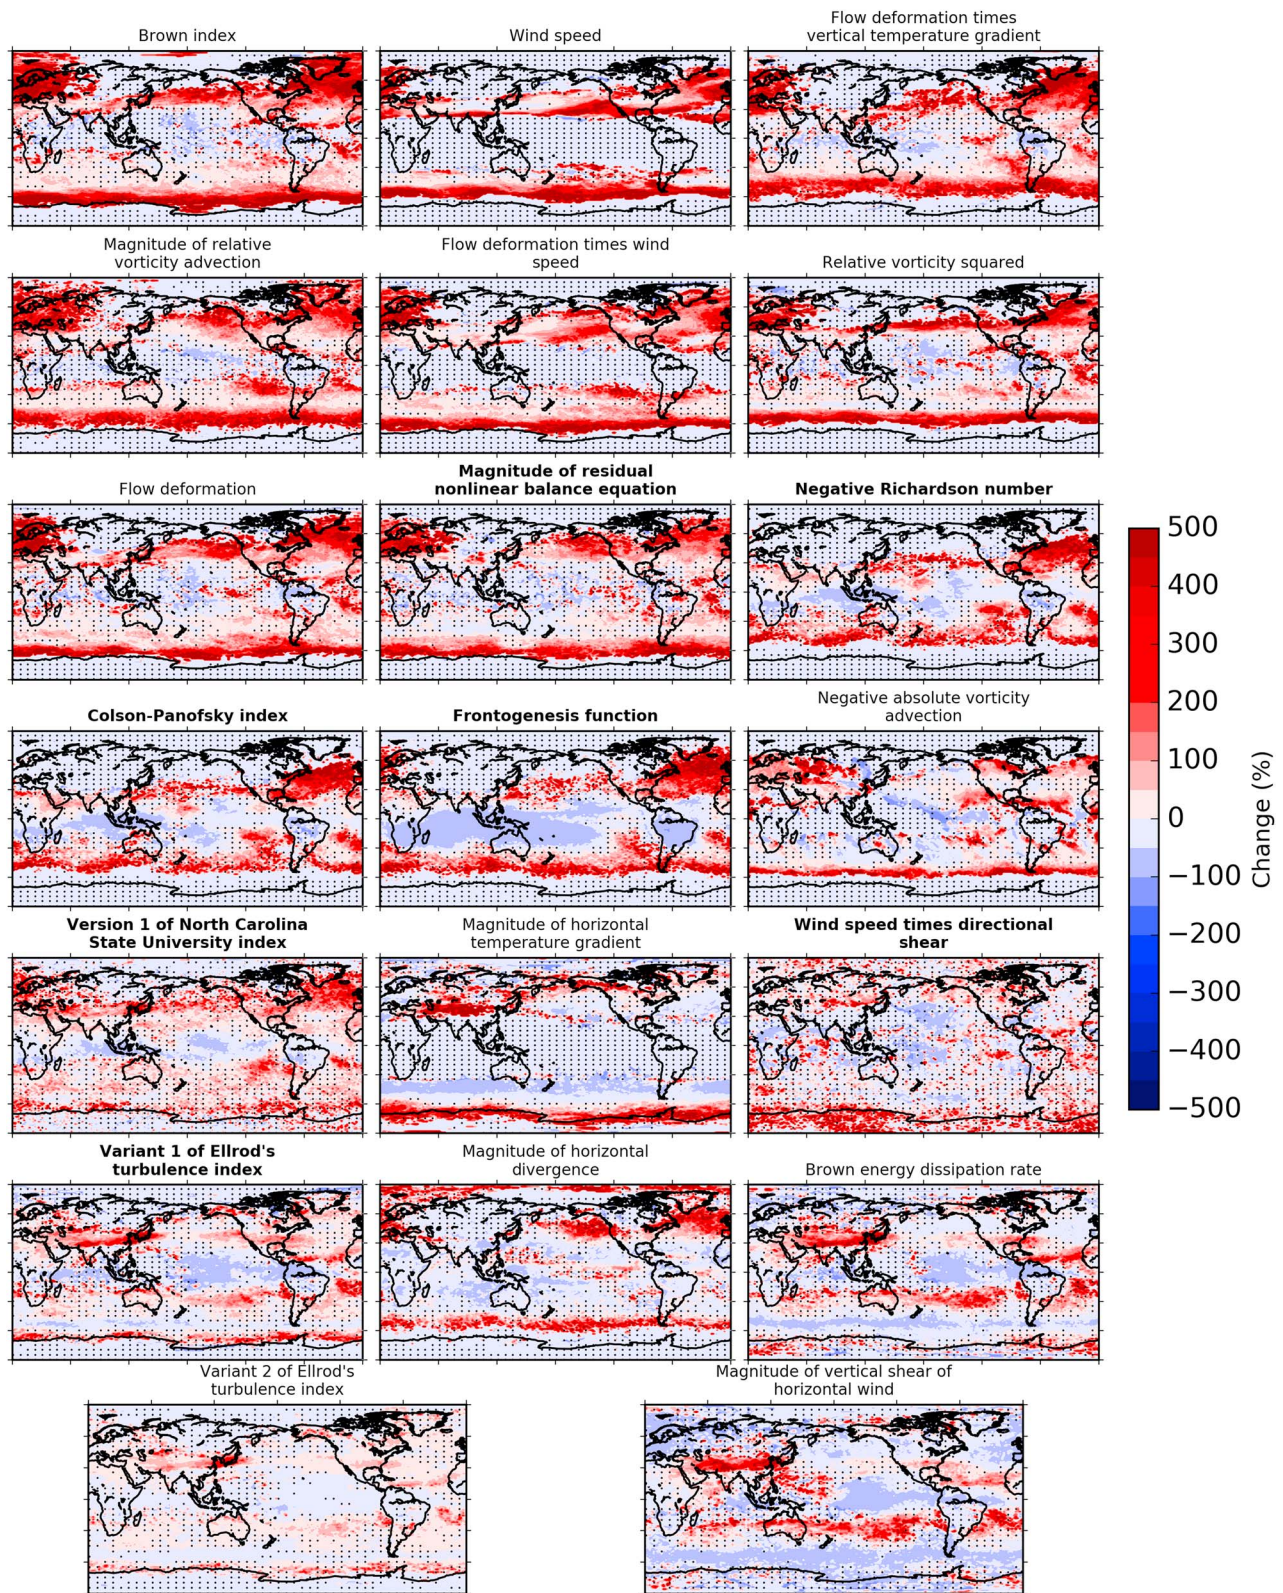 Brown index
Wind speed
Flow deformation times
vertical temperature gradient
Magnitude of relative
vorticity advection
Flow deformation times wind
speed
Relative vorticity squared
Flow deformation
Magnitude of residual
nonlinear balance equation
Negative Richardson number
Colson-Panofsky index
Frontogenesis function
Negative absolute vorticity
advection
Version 1 of North Carolina
State University index
Magnitude of horizontal
temperature gradient
Wind speed times directional
shear
Variant 1 of Ellrod's
turbulence index
Magnitude of horizontal
divergence
Brown energy dissipation rate
Variant 2 of Ellrod's
turbulence index
Magnitude of vertical shear of
horizontal wind
500
400
300
200
100
0
−100
−200
−300
−400
−500
Change (%)